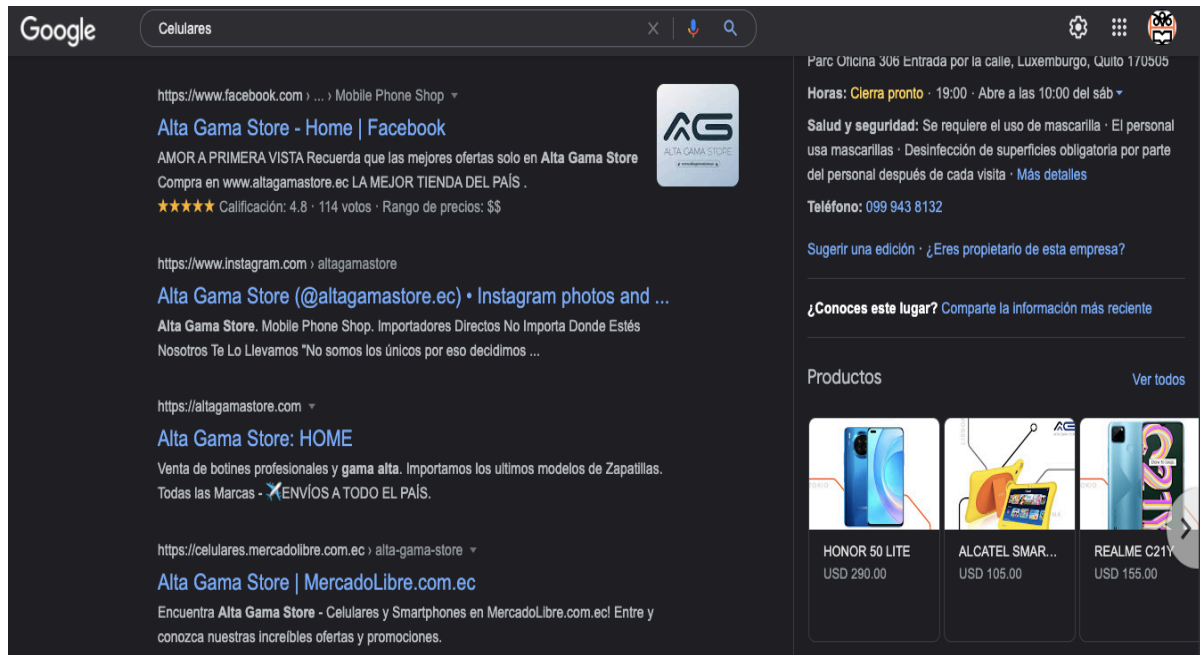 Google
Celulares
https://www.facebook.com › ... › Mobile Phone Shop
Alta Gama Store - Home | Facebook
AMOR A PRIMERA VISTA Recuerda que las mejores ofertas solo en Alta Gama Store
Compra en www.altagamastore.ec LA MEJOR TIENDA DEL PAÍS .
Calificación: 4.8 · 114 votos · Rango de precios: $$
AG
ALTA GAMA STORE
https://www.instagram.com › altagamastore
Alta Gama Store (@altagamastore.ec) • Instagram photos and ...
Alta Gama Store. Mobile Phone Shop. Importadores Directos No Importa Donde Estés
Nosotros Te Lo Llevamos "No somos los únicos por eso decidimos ...
https://altagamastore.com
Alta Gama Store: HOME
Venta de botines profesionales y gama alta. Importamos los ultimos modelos de Zapatillas.
Todas las Marcas - ✈ENVÍOS A TODO EL PAÍS.
https://celulares.mercadolibre.com.ec › alta-gama-store
Alta Gama Store | MercadoLibre.com.ec
Encuentra Alta Gama Store - Celulares y Smartphones en MercadoLibre.com.ec! Entre y
conozca nuestras increíbles ofertas y promociones.
Parc Oficina 306 Entrada por la calle, Luxemburgo, Quito 170505
Horas: Cierra pronto · 19:00 · Abre a las 10:00 del sáb
Salud y seguridad: Se requiere el uso de mascarilla · El personal
usa mascarillas · Desinfección de superficies obligatoria por parte
del personal después de cada visita · Más detalles
Teléfono: 099 943 8132
Sugerir una edición · ¿Eres propietario de esta empresa?
¿Conoces este lugar? Comparte la información más reciente
Productos
Ver todos
AG
HONOR 50 LITE
USD 290.00
ALCATEL SMAR...
USD 105.00
REALME C21Y
USD 155.00